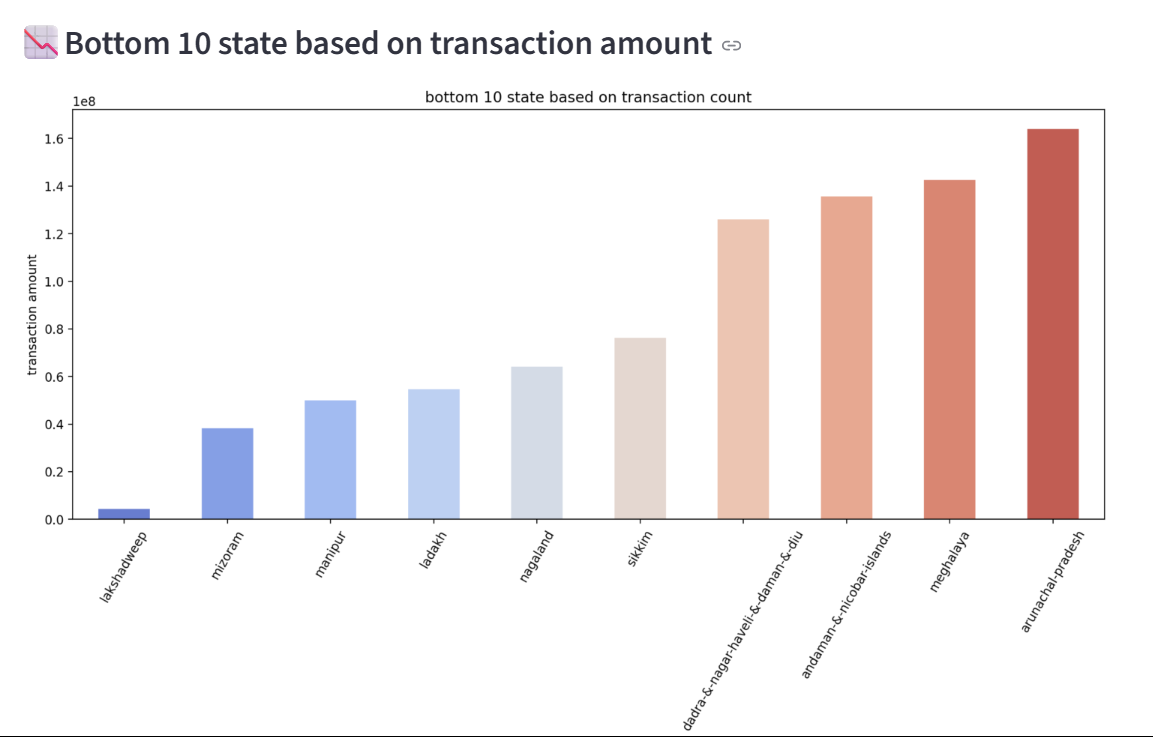 Bottom 10 state based on transaction amount
bottom 10 state based on transaction count
1e8
transaction amount
1.6
1.4
1.2
1.0
0.8
0.6
0.4
0.2
0.0
lakshadweep
mizoram
manipur
ladakh
nagaland
sikkim
dadra-&-nagar-haveli-&-daman-&-diu
andaman-&-nicobar-islands
meghalaya
arunachal-pradesh